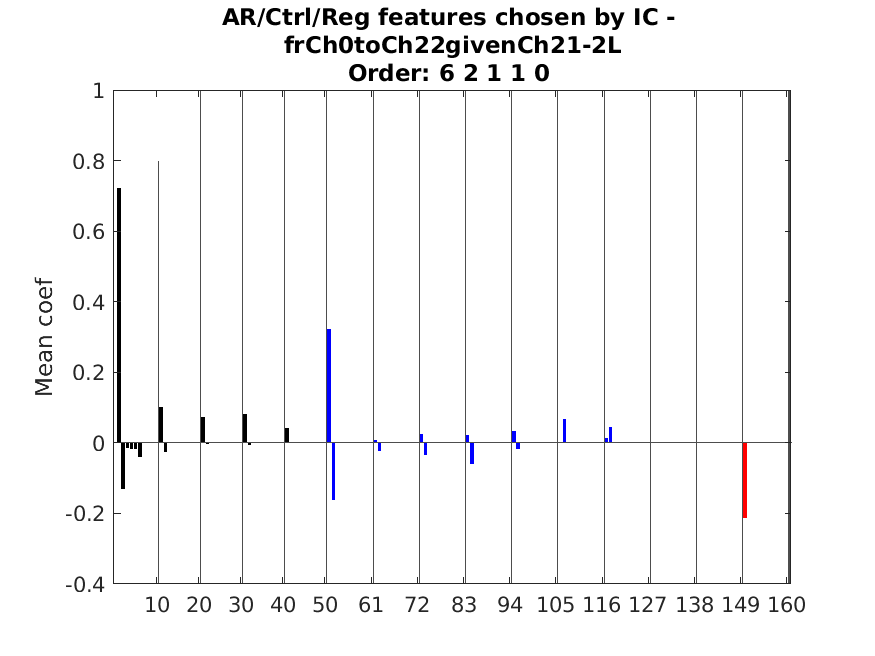 AR/Ctrl/Reg features chosen by IC -
frCh0toCh22givenCh21-2L
Order: 6 2 1 1 0
1
0.8
0.6
0.4
0.2
0
-0.2
-0.4
Mean coef
10 20 30 40 50 61 72 83 94 105 116 127 138 149 160